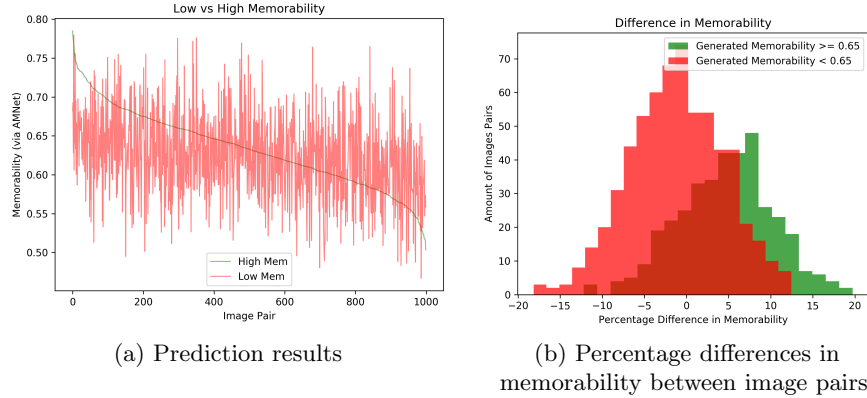 Low vs High Memorability
0.80
0.75
0.70
0.65
0.60
0.55
0.50
Memorability (via AMNet)
High Mem
Low Mem
0 200 400 600 800 1000
Image Pair
(a) Prediction results
Difference in Memorability
Generated Memorability >= 0.65
Generated Memorability < 0.65
70
60
50
40
30
20
10
0
Amount of Images Pairs
−20 −15 −10 −5 0 5 10 15 20
Percentage Difference in Memorability
(b) Percentage differences in
memorability between image pairs